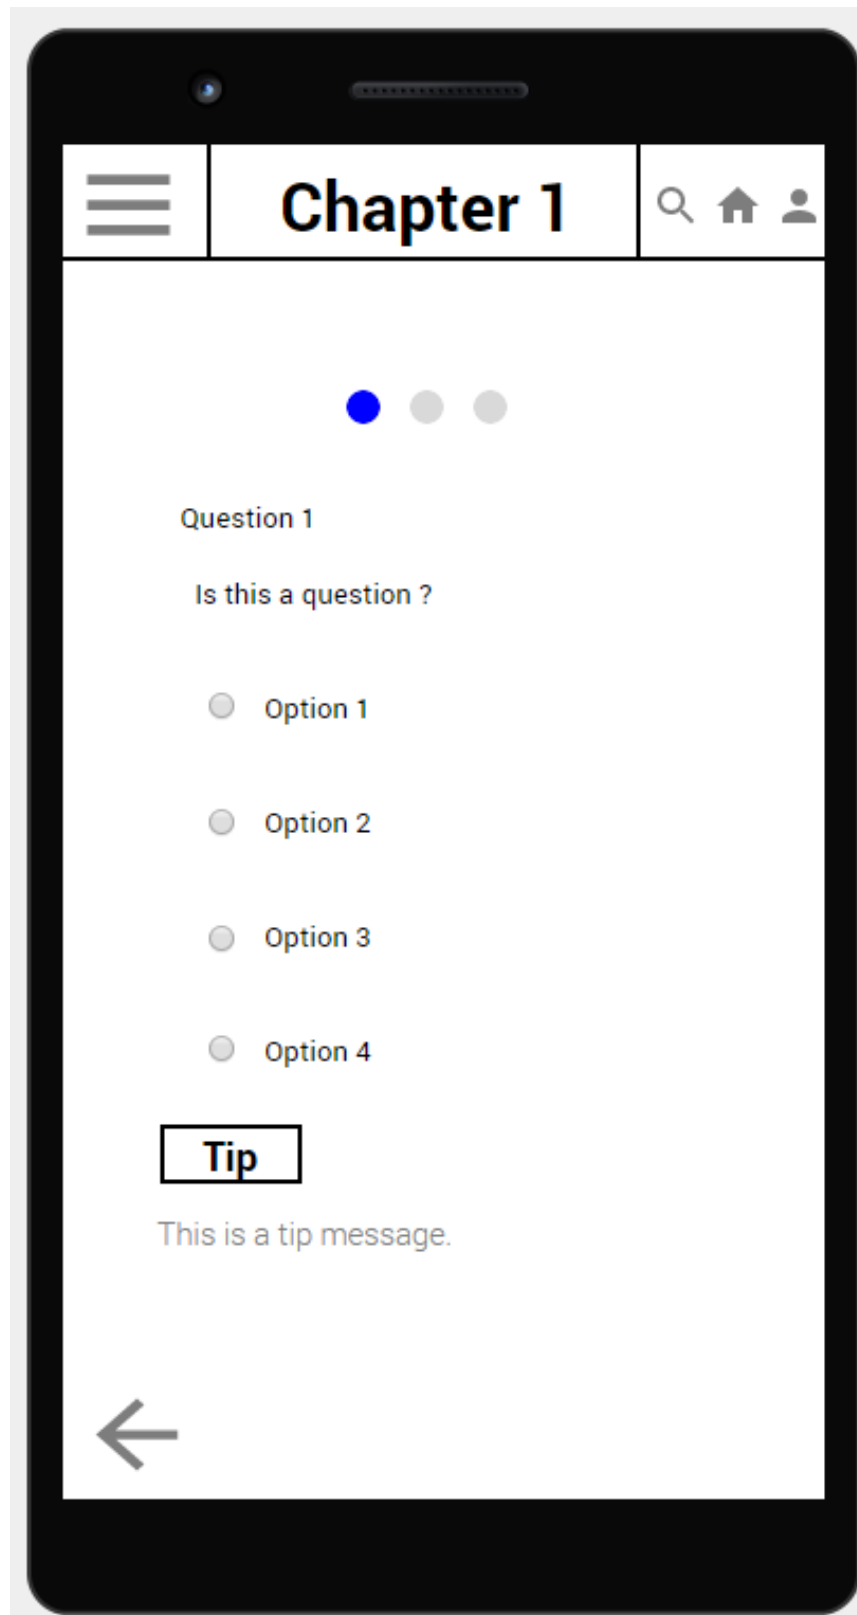 Chapter 1
Question 1
Is this a question ?
Option 1
Option 2
Option 3
Option 4
Tip
This is a tip message.